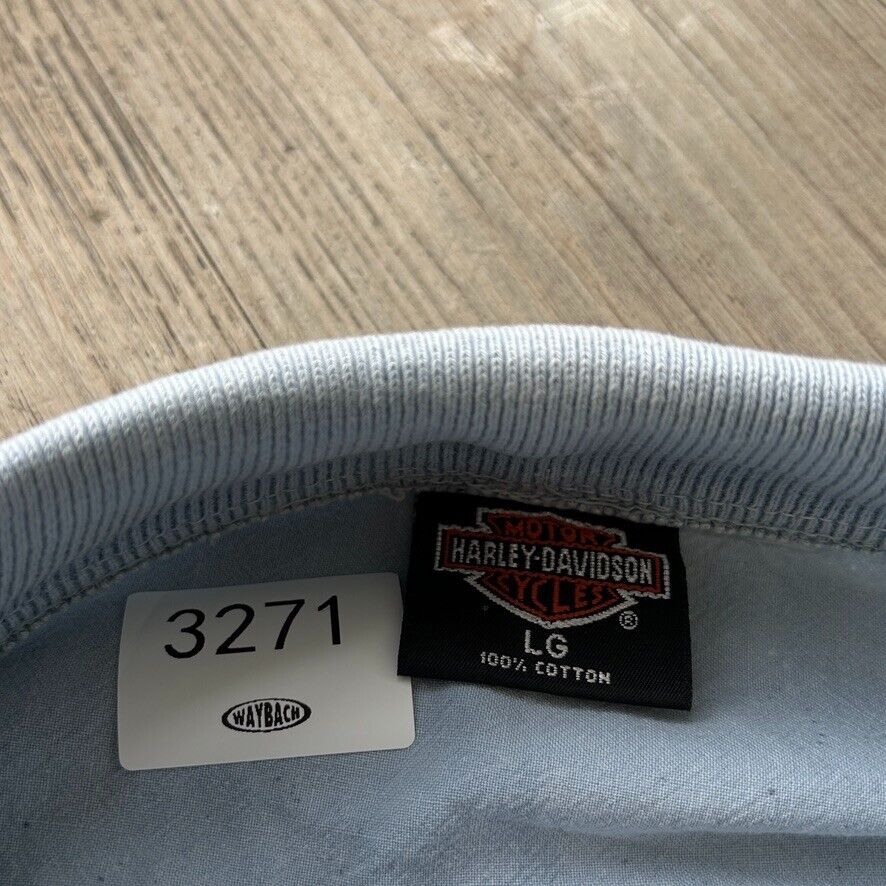 3271
WAYBACH
MOTOR
HARLEY-DAVIDSON
CYCLES
®
LG
100% COTTON